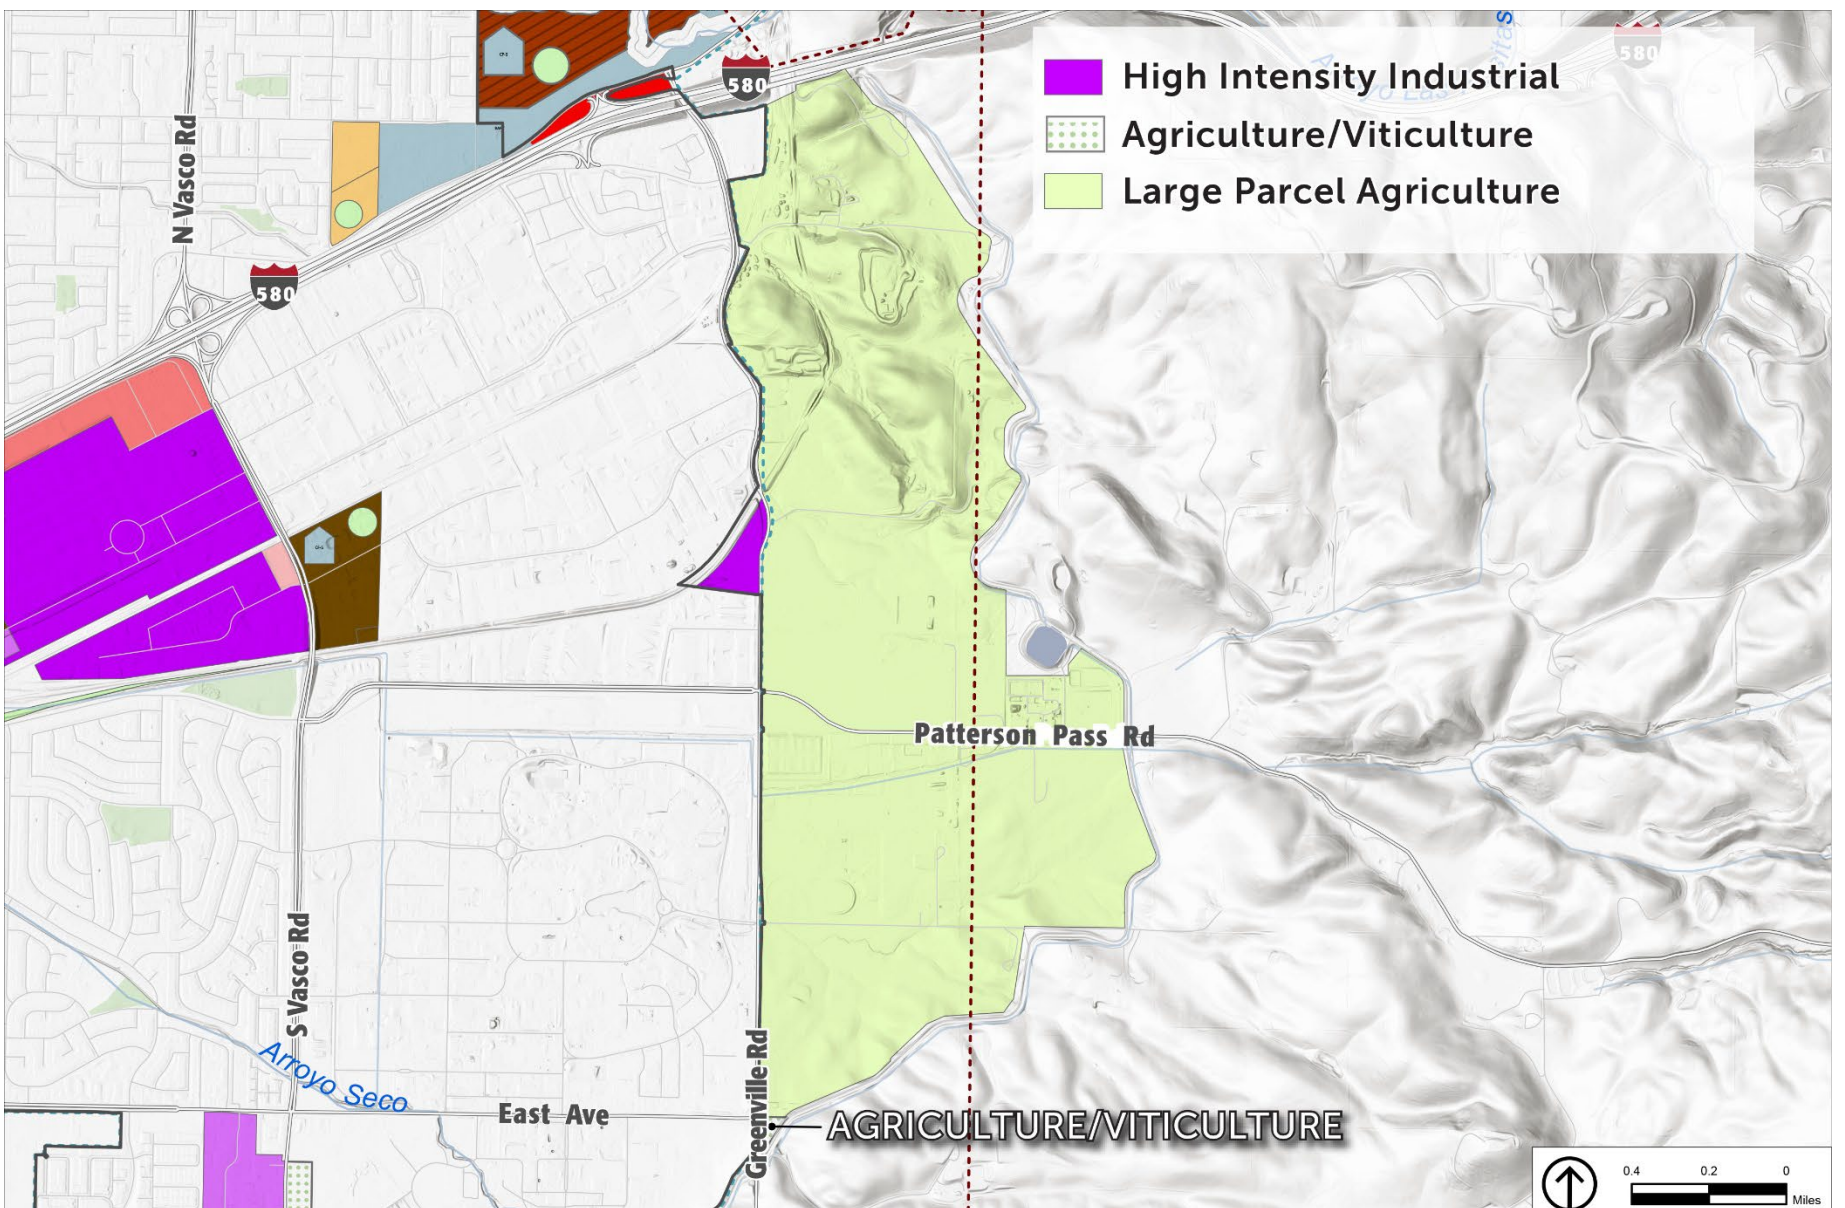 580
580
580
High Intensity Industrial
Agriculture/Viticulture
Large Parcel Agriculture
N Vasco Rd
Patterson Pass Rd
S Vasco Rd
Arroyo Seco
East Ave
Greenville Rd
AGRICULTURE/VITICULTURE
0.4 0.2 0
Miles